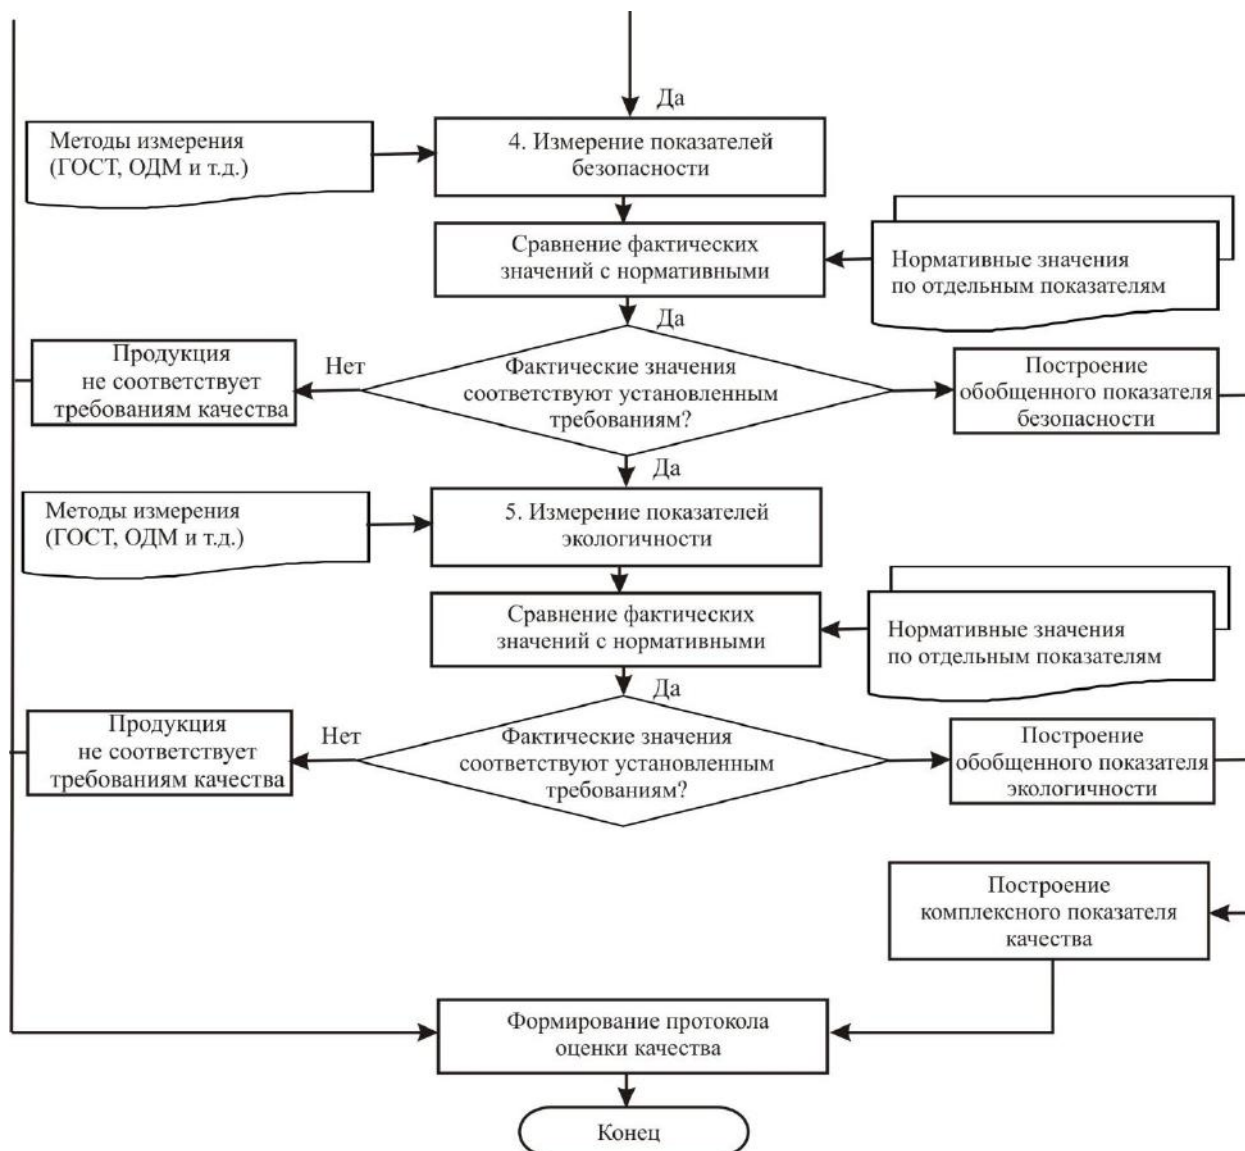 Да
Методы измерения
(ГОСТ, ОДМ и т.д.)
4. Измерение показателей
безопасности
Сравнение фактических
значений с нормативными
Нормативные значения
по отдельным показателям
Да
Продукция
не соответствует
требованиям качества
Нет
Фактические значения
соответствуют установленным
требованиям?
Построение
обобщенного показателя
безопасности
Да
Методы измерения
(ГОСТ, ОДМ и т.д.)
5. Измерение показателей
экологичности
Сравнение фактических
значений с нормативными
Нормативные значения
по отдельным показателям
Да
Продукция
не соответствует
требованиям качества
Нет
Фактические значения
соответствуют установленным
требованиям?
Построение
обобщенного показателя
экологичности
Построение
комплексного показателя
качества
Формирование протокола
оценки качества
Конец